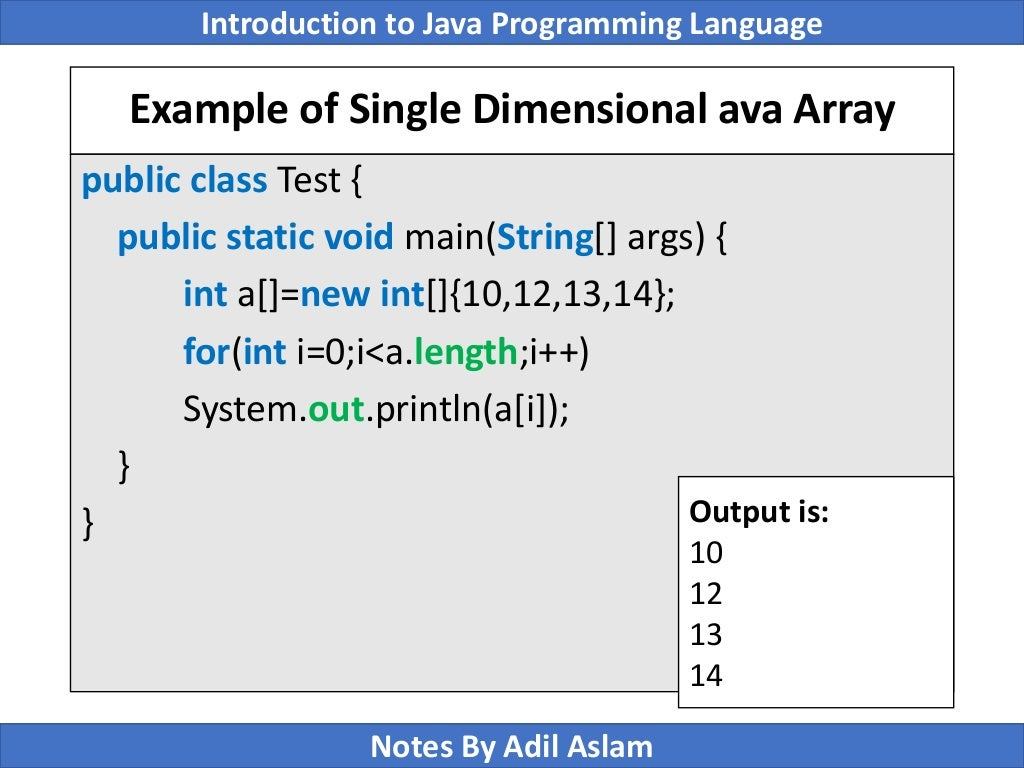 Introduction to Java Programming Language
Example of Single Dimensional ava Array
public class Test {
public static void main(String[] args) {
int a[]=new int[]{10,12,13,14};
for(int i=0;i<a.length;i++)
System.out.println(a[i]);
}
}
Output is:
10
12
13
14
Notes By Adil Aslam